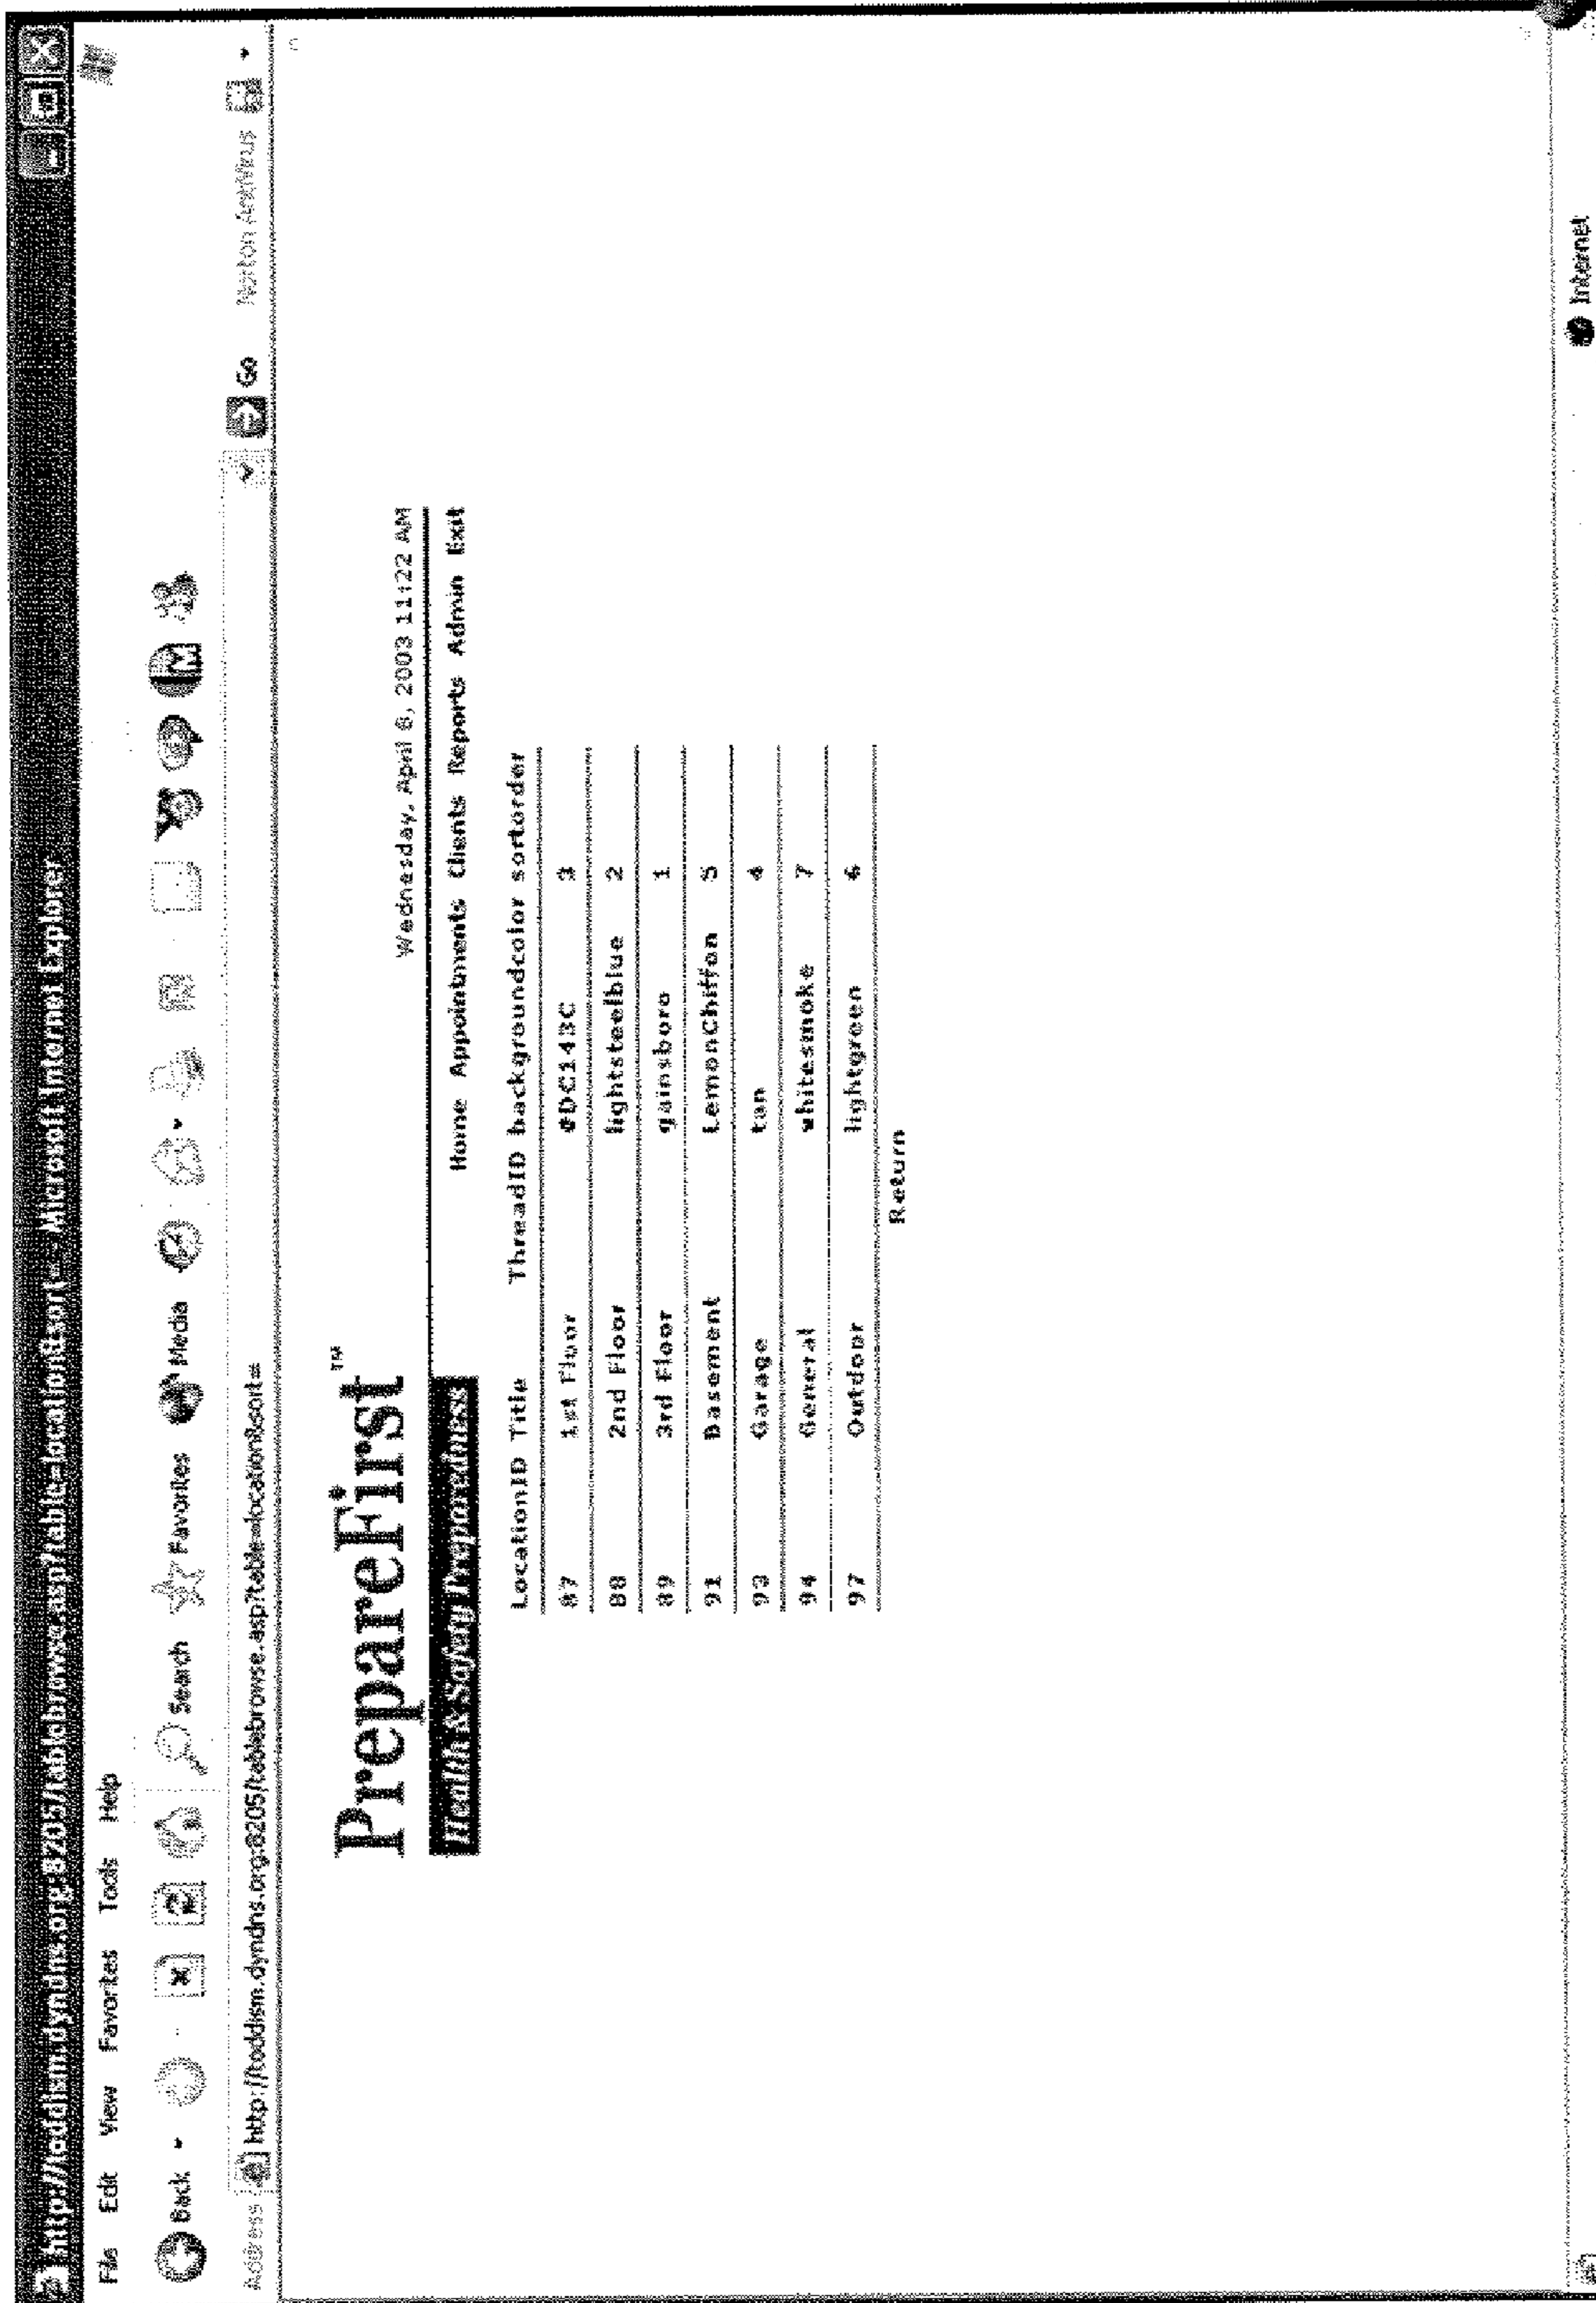 http://toddism.dyndns.org:8205/tablebrowse.asp?table=location&sort= - Microsoft Internet Explorer
File Edit View Favorites Tools Help
Back Search Favorites Media
Address http://toddism.dyndns.org:8205/tablebrowse.asp?table=location&sort= Go Norton AntiVirus
PrepareFirst™
Wednesday, April 6, 2003 11:22 AM
Health & Safety Preparedness
Home Appointments Clients Reports Admin Exit
LocationID Title ThreadID backgroundcolor sortorder
87 1st Floor #DC143C 3
88 2nd Floor lightsteelblue 2
89 3rd Floor gainsboro 1
91 Basement LemonChiffon 5
93 Garage tan 4
94 General whitesmoke 7
97 Outdoor lightgreen 6
Return
Internet